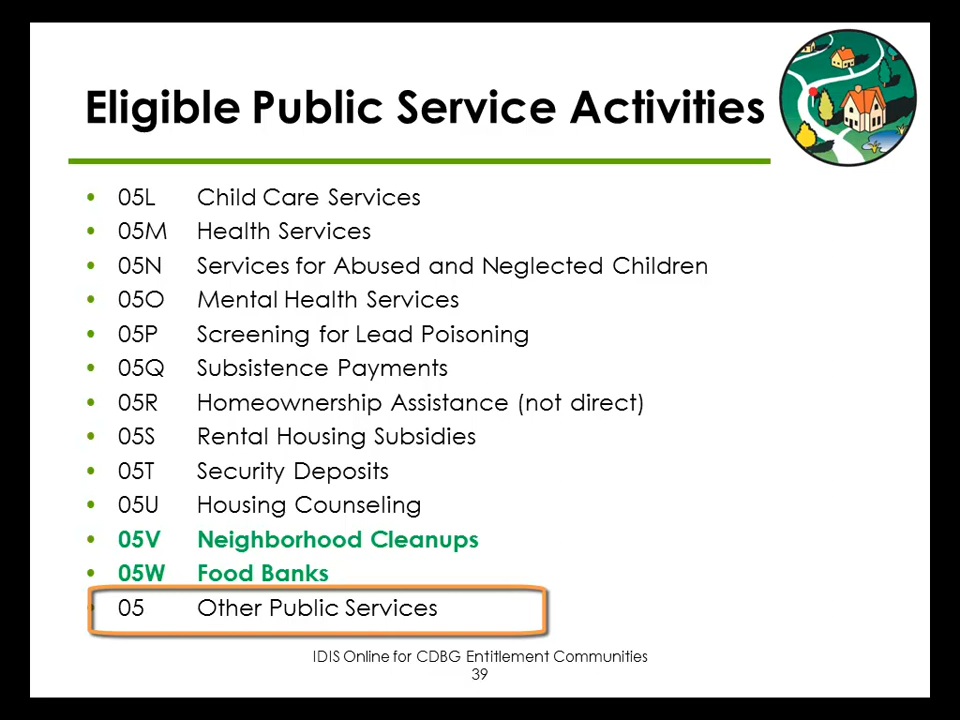 Eligible Public Service Activities
• 05L Child Care Services
• 05M Health Services
• 05N Services for Abused and Neglected Children
• 05O Mental Health Services
• 05P Screening for Lead Poisoning
• 05Q Subsistence Payments
• 05R Homeownership Assistance (not direct)
• 05S Rental Housing Subsidies
• 05T Security Deposits
• 05U Housing Counseling
• 05V Neighborhood Cleanups
• 05W Food Banks
• 05 Other Public Services
IDIS Online for CDBG Entitlement Communities
39